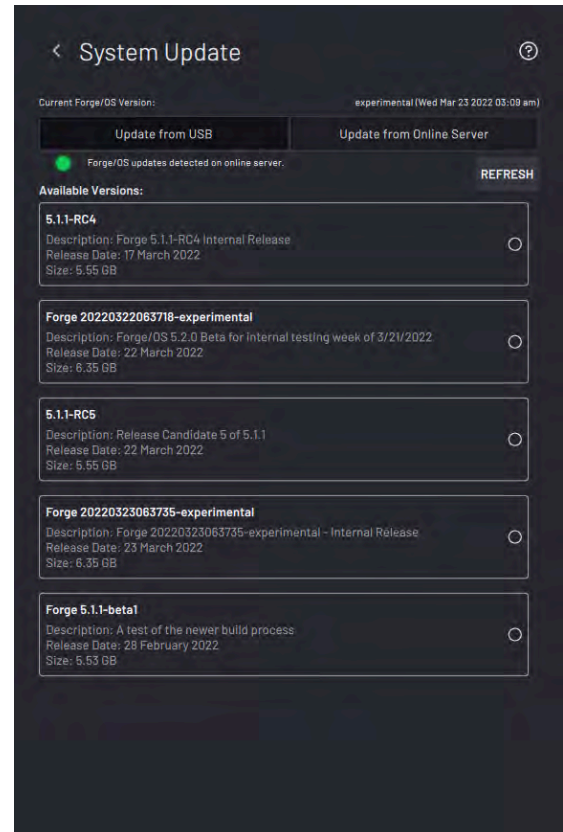 System Update
Current Forge/OS Version: experimental (Wed Mar 23 2022 03:09 am)
Update from USB Update from Online Server
Forge/OS updates detected on online server.
REFRESH
Available Versions:
5.1.1-RC4
Description: Forge 5.1.1-RC4 Internal Release
Release Date: 17 March 2022
Size: 5.55 GB
Forge 20220322063718-experimental
Description: Forge/OS 5.2.0 Beta for internal testing week of 3/21/2022
Release Date: 22 March 2022
Size: 6.35 GB
5.1.1-RC5
Description: Release Candidate 5 of 5.1.1
Release Date: 22 March 2022
Size: 5.55 GB
Forge 20220323063735-experimental
Description: Forge 20220323063735-experimental - Internal Release
Release Date: 23 March 2022
Size: 6.35 GB
Forge 5.1.1-beta1
Description: A test of the newer build process
Release Date: 28 February 2022
Size: 5.53 GB